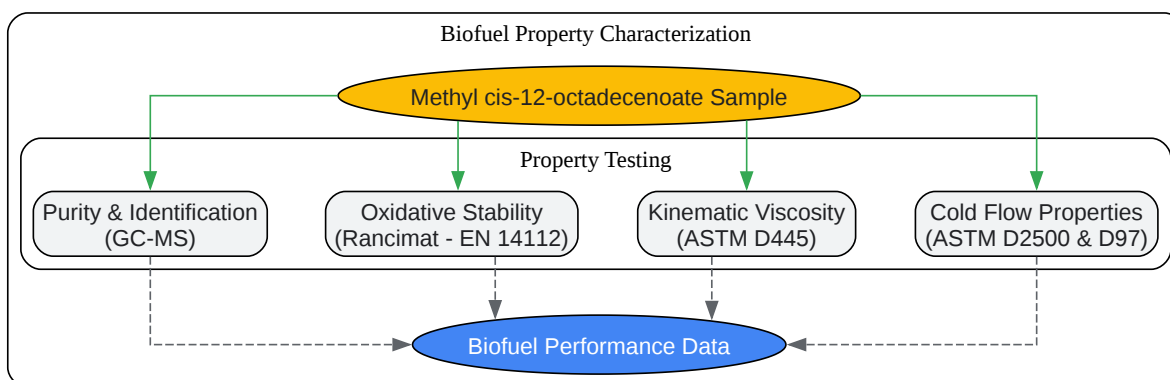 Biofuel Property Characterization
Methyl cis-12-octadecenoate Sample
Property Testing
Purity & Identification
(GC-MS)
Oxidative Stability
(Rancimat - EN 14112)
Kinematic Viscosity
(ASTM D445)
Cold Flow Properties
(ASTM D2500 & D97)
Biofuel Performance Data